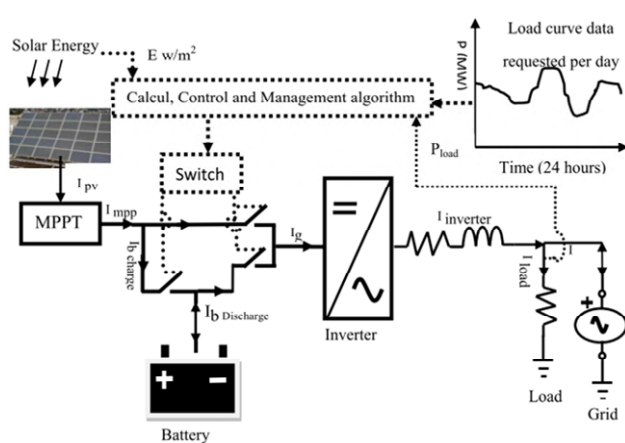 Solar Energy
E w/m²
Calcul, Control and Management algorithm
P (MW)
Load curve data
requested per day
Time (24 hours)
P load
Switch
I pv
MPPT
I mpp
Ib charge
I b Discharge
I g
Inverter
I inverter
I load
I
Load
Grid
Battery